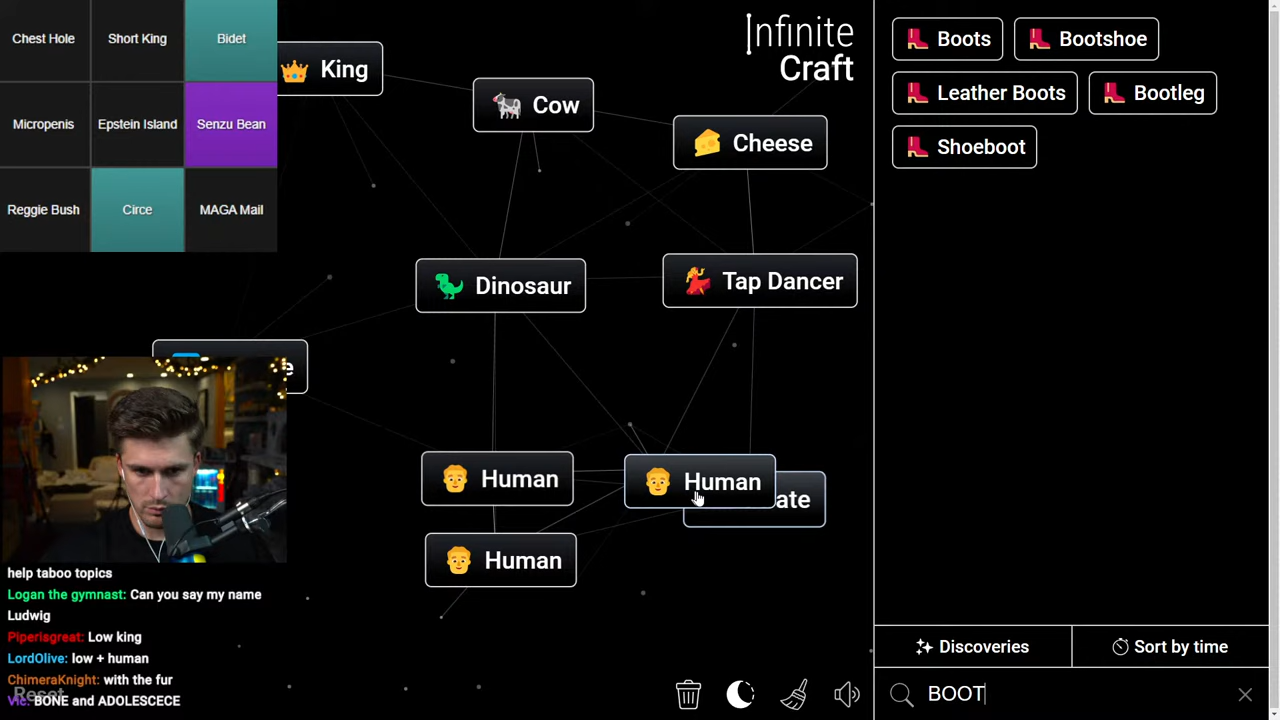 Chest Hole
Short King
Bidet
Micropenis
Epstein Island
Senzu Bean
Reggie Bush
Circe
MAGA Mail
King
Cow
Cheese
Infinite
Craft
Dinosaur
Tap Dancer
Human
Human
Human
help taboo topics
Logan the gymnast: Can you say my name
Ludwig
Piperisgreat: Low king
LordOlive: low + human
ChimeraKnight: with the fur
Vic: BONE and ADOLESCECE
Reset
Boots
Bootshoe
Leather Boots
Bootleg
Shoeboot
Discoveries
Sort by time
BOOT